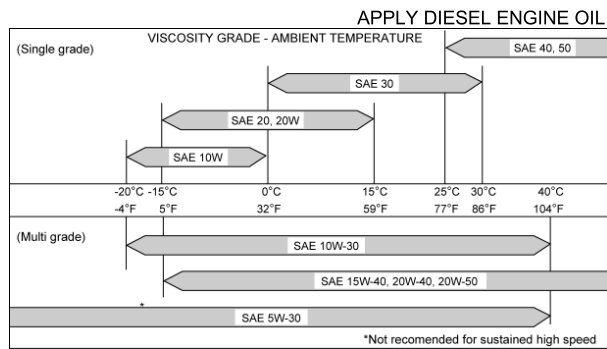 APPLY DIESEL ENGINE OIL
VISCOSITY GRADE - AMBIENT TEMPERATURE
(Single grade)
SAE 40, 50
SAE 30
SAE 20, 20W
SAE 10W
-20°C -15°C 0°C 15°C 25°C 30°C 40°C
-4°F 5°F 32°F 59°F 77°F 86°F 104°F
(Multi grade)
SAE 10W-30
SAE 15W-40, 20W-40, 20W-50
*
SAE 5W-30
*Not recomended for sustained high speed